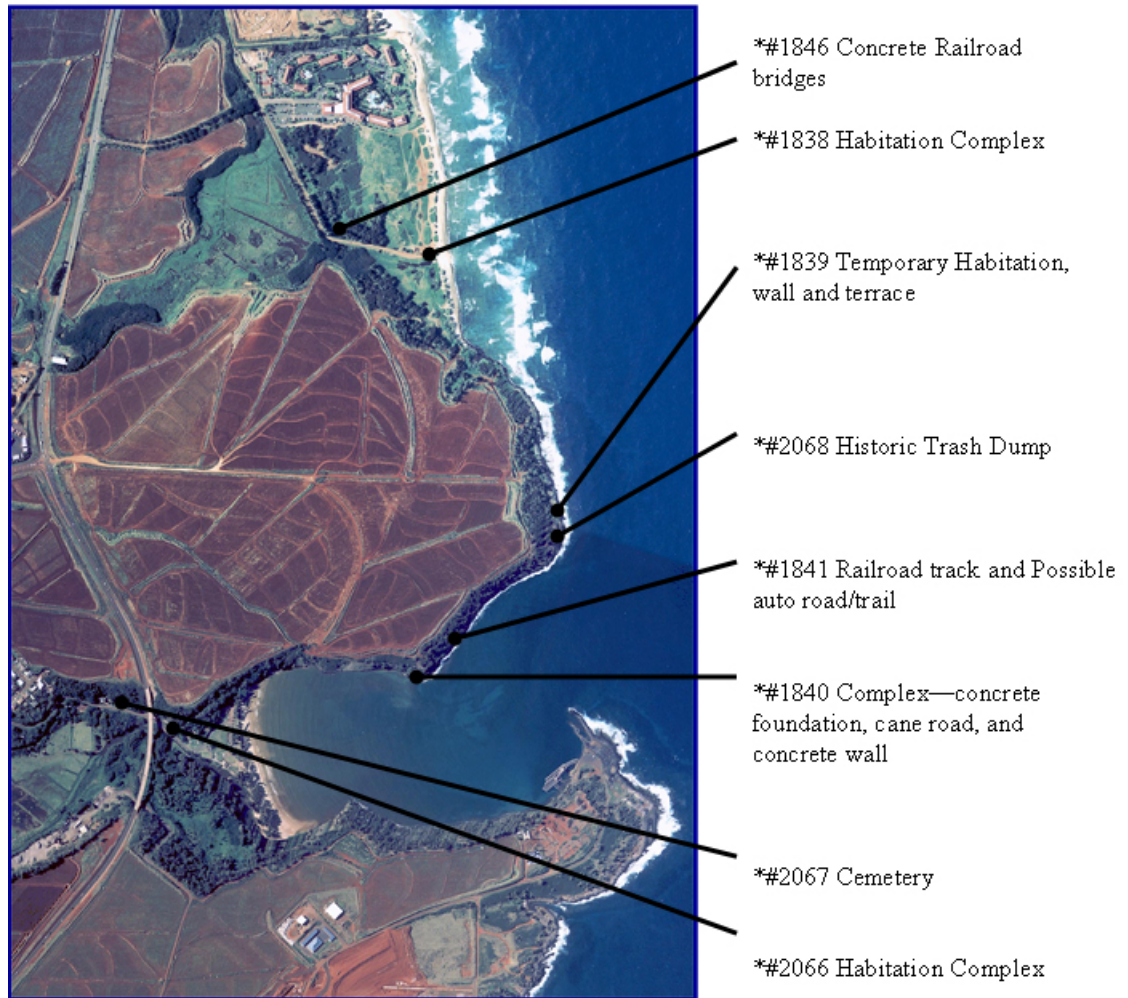 *#1846 Concrete Railroad
bridges
*#1838 Habitation Complex
*#1839 Temporary Habitation,
wall and terrace
*#2068 Historic Trash Dump
*#1841 Railroad track and Possible
auto road/trail
*#1840 Complex—concrete
foundation, cane road, and
concrete wall
*#2067 Cemetery
*#2066 Habitation Complex